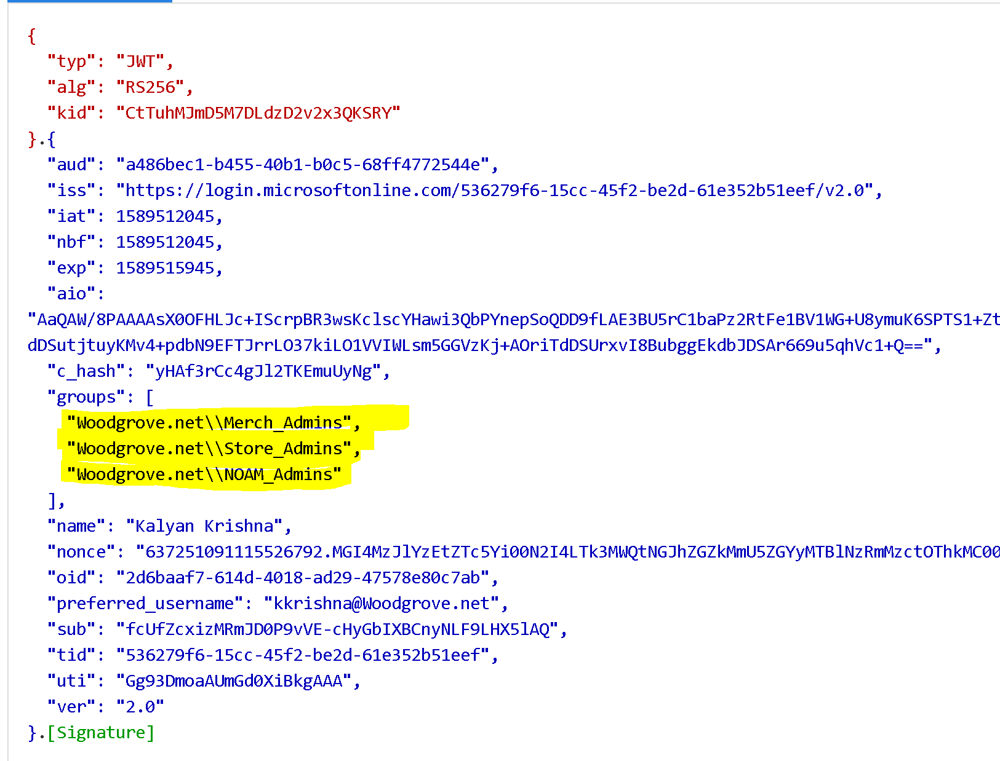 {
"typ": "JWT",
"alg": "RS256",
"kid": "CtTuhMJmD5M7DLdzD2v2x3QKSRY"
}.{
"aud": "a486bec1-b455-40b1-b0c5-68ff4772544e",
"iss": "https://login.microsoftonline.com/536279f6-15cc-45f2-be2d-61e352b51eef/v2.0",
"iat": 1589512045,
"nbf": 1589512045,
"exp": 1589515945,
"aio":
"AaQAW/8PAAAAsX0OFHLJc+IScrpBR3wsKclscYHawi3QbPYnepSoQDD9fLAE3BU5rC1baPz2RtFe1BV1WG+U8ymuK6SPTS1+Zt
dDSutjtuyKMv4+pdbN9EFTJrrLO37kiLO1VVIWLsm5GGVzKj+AOriTdDSUrxvI8BubggEkdbJDSAr669u5qhVc1+Q==",
"c_hash": "yHAf3rCc4gJl2TKEmuUyNg",
"groups": [
"Woodgrove.net\\Merch_Admins",
"Woodgrove.net\\Store_Admins",
"Woodgrove.net\\NOAM_Admins"
],
"name": "Kalyan Krishna",
"nonce": "637251091115526792.MGI4MzJlYzEtZTc5Yi00N2I4LTk3MWQtNGJhZGZkMmU5ZGYyMTBlNzRmMzctOThkMC00
"oid": "2d6baaf7-614d-4018-ad29-47578e80c7ab",
"preferred_username": "kkrishna@Woodgrove.net",
"sub": "fcUfZcxizMRmJD0P9vVE-cHyGbIXBCnyNLF9LHX5lAQ",
"tid": "536279f6-15cc-45f2-be2d-61e352b51eef",
"uti": "Gg93DmoaAUmGd0XiBkgAAA",
"ver": "2.0"
}.[Signature]